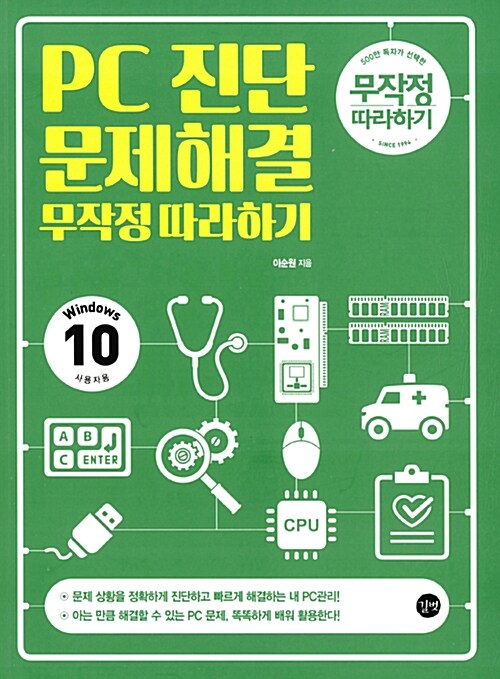 PC 진단
문제해결
무작정 따라하기
이순원 지음
500만 독자가 선택한
무작정
따라하기
• SINCE 1994 •
Windows
10
사용자용
RAM
RAM
A B
C ENTER
CPU
문제 상황을 정확하게 진단하고 빠르게 해결하는 내 PC관리!
아는 만큼 해결할 수 있는 PC 문제, 똑똑하게 배워 활용한다!
길벗